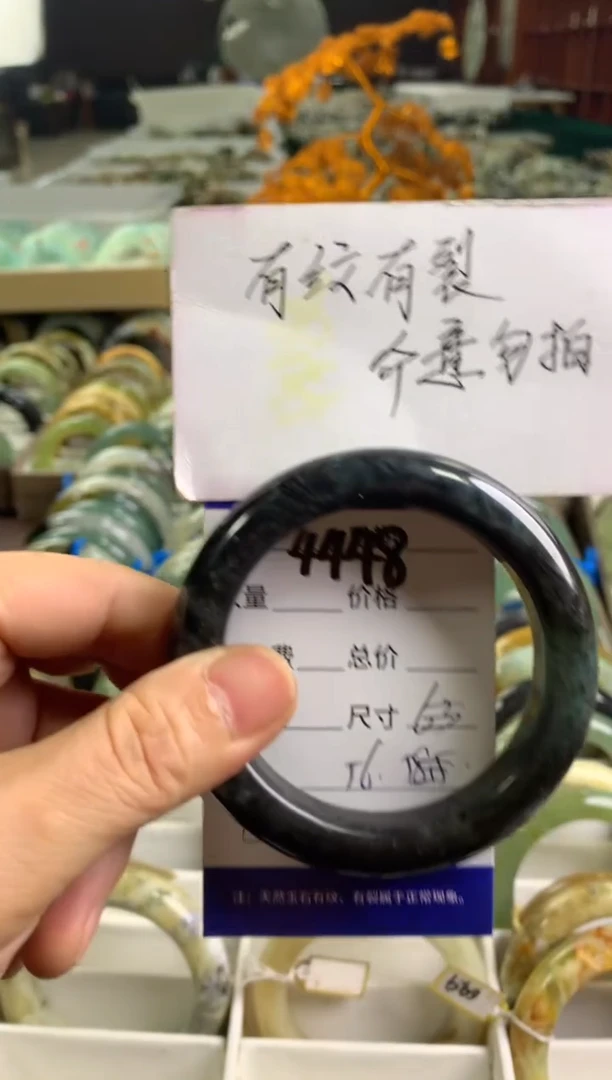 有纹有裂
介意勿拍
4448
量 价格
费 总价
尺寸
注：天然玉石有纹、有裂属于正常现象。